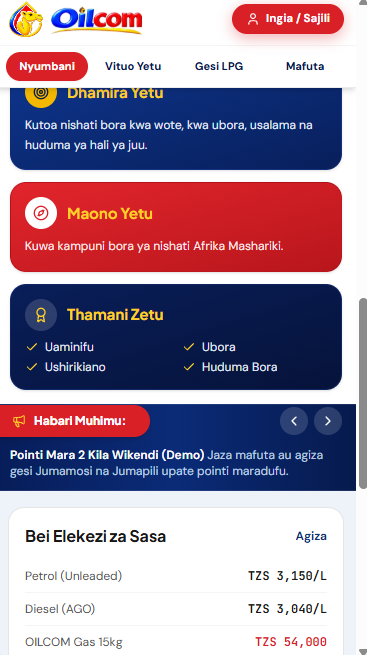 Oilcom
Ingia / Sajili
Nyumbani
Vituo Yetu
Gesi LPG
Mafuta
Dhamira Yetu
Kutoa nishati bora kwa wote, kwa ubora, usalama na
huduma ya hali ya juu.
Maono Yetu
Kuwa kampuni bora ya nishati Afrika Mashariki.
Thamani Zetu
Uaminifu
Ubora
Ushirikiano
Huduma Bora
Habari Muhimu:
Pointi Mara 2 Kila Wikendi (Demo) Jaza mafuta au agiza
gesi Jumamosi na Jumapili upate pointi maradufu.
Bei Elekezi za Sasa
Agiza
Petrol (Unleaded)
TZS 3,150/L
Diesel (AGO)
TZS 3,040/L
OILCOM Gas 15kg
TZS 54,000